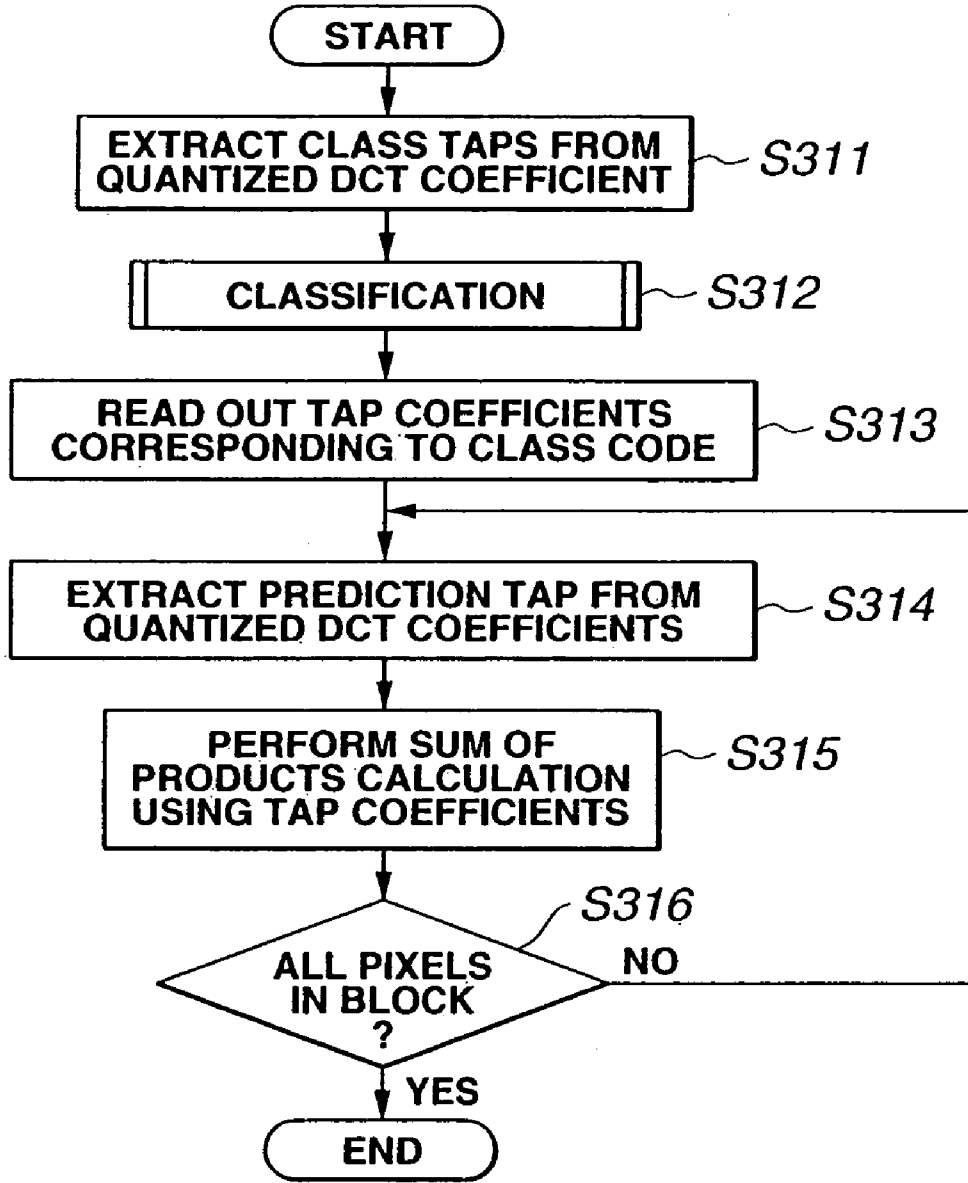 START
EXTRACT CLASS TAPS FROM
QUANTIZED DCT COEFFICIENT
S311
CLASSIFICATION
S312
READ OUT TAP COEFFICIENTS
CORRESPONDING TO CLASS CODE
S313
EXTRACT PREDICTION TAP FROM
QUANTIZED DCT COEFFICIENTS
S314
PERFORM SUM OF
PRODUCTS CALCULATION
USING TAP COEFFICIENTS
S315
S316
ALL PIXELS
IN BLOCK
?
NO
YES
END